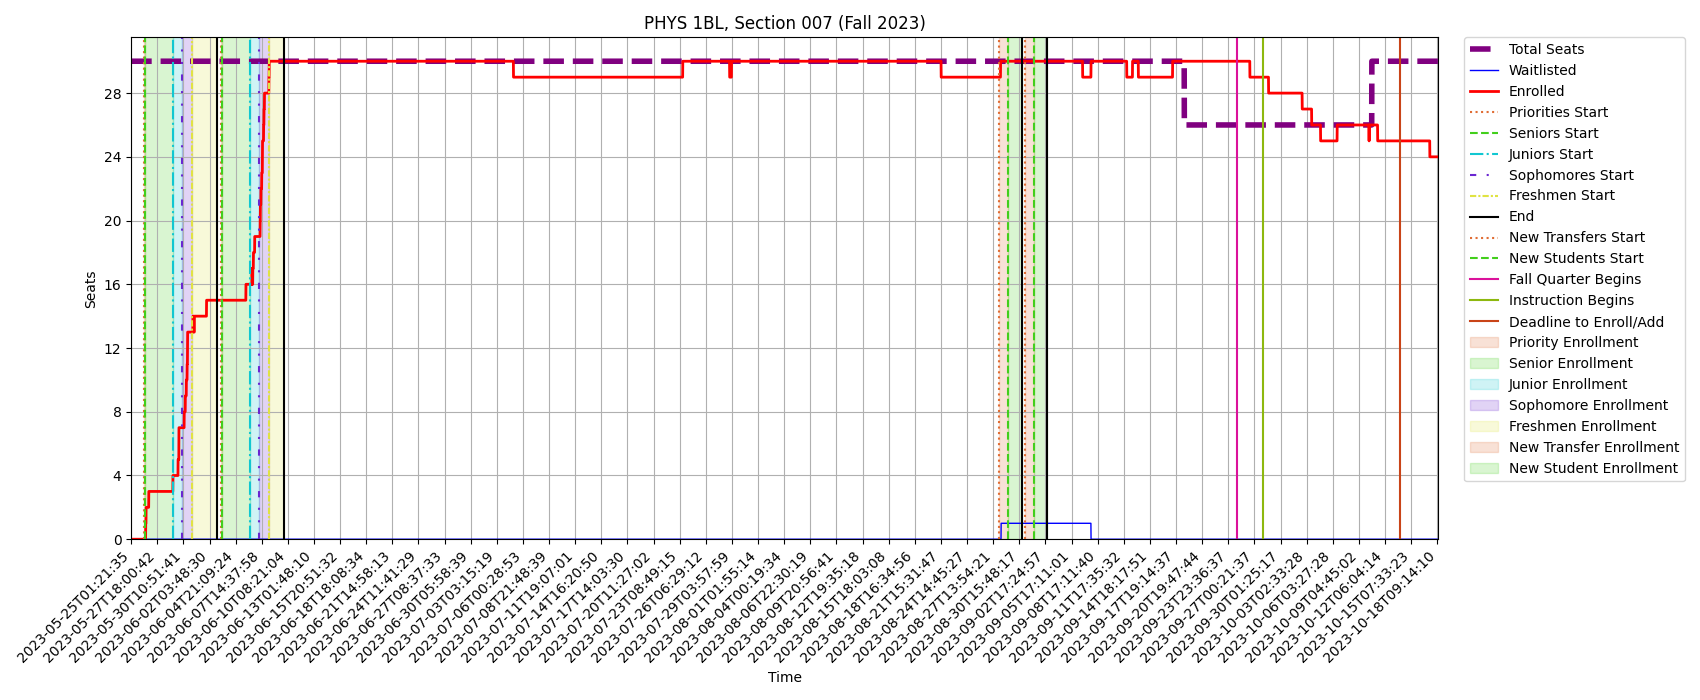 PHYS 1BL, Section 007 (Fall 2023)
Seats
28
24
20
16
12
8
4
0
2023-05-25T01:21:35
2023-05-27T18:00:42
2023-05-30T10:51:41
2023-06-02T03:48:30
2023-06-04T21:09:24
2023-06-07T14:37:58
2023-06-10T08:21:04
2023-06-13T01:48:10
2023-06-15T20:51:32
2023-06-18T18:08:34
2023-06-21T14:58:13
2023-06-24T11:41:29
2023-06-27T08:37:33
2023-06-30T05:58:39
2023-07-03T03:15:19
2023-07-06T00:28:53
2023-07-08T21:48:39
2023-07-11T19:07:01
2023-07-14T16:20:50
2023-07-17T14:03:30
2023-07-20T11:27:02
2023-07-23T08:49:15
2023-07-26T06:29:12
2023-07-29T03:57:59
2023-08-01T01:55:14
2023-08-04T00:19:34
2023-08-06T22:30:19
2023-08-09T20:56:41
2023-08-12T19:35:18
2023-08-15T18:03:08
2023-08-18T16:34:56
2023-08-21T15:31:47
2023-08-24T14:45:27
2023-08-27T13:54:21
2023-08-30T15:48:17
2023-09-02T17:24:57
2023-09-05T17:11:01
2023-09-08T17:11:40
2023-09-11T17:35:32
2023-09-14T18:17:51
2023-09-17T19:14:37
2023-09-20T19:47:44
2023-09-23T23:36:37
2023-09-27T00:21:37
2023-09-30T01:25:17
2023-10-03T02:33:28
2023-10-06T03:27:28
2023-10-09T04:45:02
2023-10-12T06:04:14
2023-10-15T07:33:23
2023-10-18T09:14:10
Time
Total Seats
Waitlisted
Enrolled
Priorities Start
Seniors Start
Juniors Start
Sophomores Start
Freshmen Start
End
New Transfers Start
New Students Start
Fall Quarter Begins
Instruction Begins
Deadline to Enroll/Add
Priority Enrollment
Senior Enrollment
Junior Enrollment
Sophomore Enrollment
Freshmen Enrollment
New Transfer Enrollment
New Student Enrollment